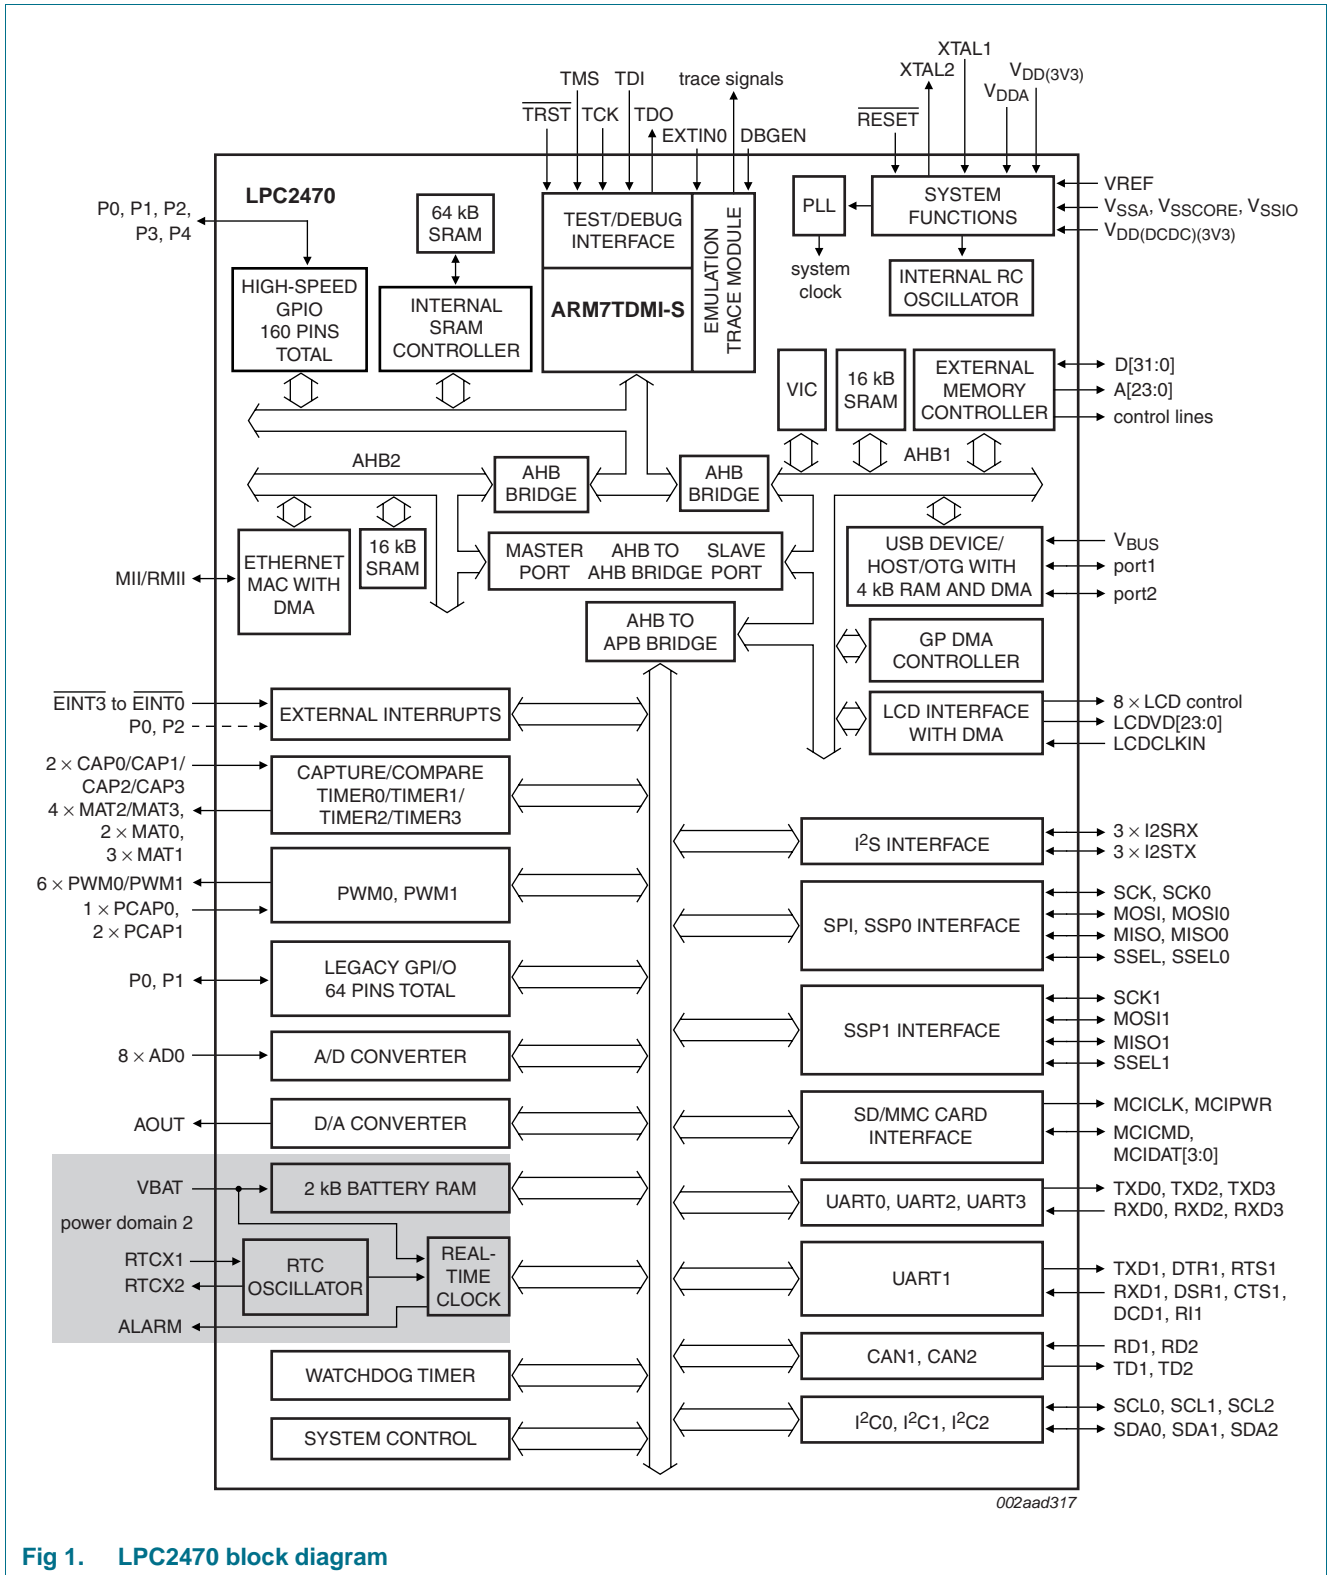 XTAL1
XTAL2
VDD(3V3)
VDDA
TMS TDI trace signals
TRST TCK TDO
EXTIN0 DBGEN
RESET
LPC2470
P0, P1, P2,
P3, P4
64 kB
SRAM
TEST/DEBUG
INTERFACE
EMULATION
TRACE MODULE
PLL
SYSTEM
FUNCTIONS
VREF
VSSA, VSSCORE, VSSIO
VDD(DCDC)(3V3)
system
clock
HIGH-SPEED
GPIO
160 PINS
TOTAL
INTERNAL
SRAM
CONTROLLER
ARM7TDMI-S
INTERNAL RC
OSCILLATOR
VIC
16 kB
SRAM
EXTERNAL
MEMORY
CONTROLLER
D[31:0]
A[23:0]
control lines
AHB2
AHB
BRIDGE
AHB
BRIDGE
AHB1
MII/RMII
ETHERNET
MAC WITH
DMA
16 kB
SRAM
MASTER AHB TO SLAVE
PORT AHB BRIDGE PORT
USB DEVICE/
HOST/OTG WITH
4 kB RAM AND DMA
VBUS
port1
port2
AHB TO
APB BRIDGE
GP DMA
CONTROLLER
EINT3 to EINT0
P0, P2
EXTERNAL INTERRUPTS
LCD INTERFACE
WITH DMA
8 × LCD control
LCDVD[23:0]
LCDCLKIN
2 × CAP0/CAP1/
CAP2/CAP3
4 × MAT2/MAT3,
2 × MAT0,
3 × MAT1
CAPTURE/COMPARE
TIMER0/TIMER1/
TIMER2/TIMER3
I2S INTERFACE
3 × I2SRX
3 × I2STX
6 × PWM0/PWM1
1 × PCAP0,
2 × PCAP1
PWM0, PWM1
SPI, SSP0 INTERFACE
SCK, SCK0
MOSI, MOSI0
MISO, MISO0
SSEL, SSEL0
P0, P1
LEGACY GPI/O
64 PINS TOTAL
SSP1 INTERFACE
SCK1
MOSI1
MISO1
SSEL1
8 × AD0
A/D CONVERTER
AOUT
D/A CONVERTER
SD/MMC CARD
INTERFACE
MCICLK, MCIPWR
MCICMD,
MCIDAT[3:0]
VBAT
2 kB BATTERY RAM
power domain 2
UART0, UART2, UART3
TXD0, TXD2, TXD3
RXD0, RXD2, RXD3
RTCX1
RTCX2
RTC
OSCILLATOR
REAL-
TIME
CLOCK
ALARM
UART1
TXD1, DTR1, RTS1
RXD1, DSR1, CTS1,
DCD1, RI1
WATCHDOG TIMER
CAN1, CAN2
RD1, RD2
TD1, TD2
SYSTEM CONTROL
I2C0, I2C1, I2C2
SCL0, SCL1, SCL2
SDA0, SDA1, SDA2
002aad317
Fig 1. LPC2470 block diagram